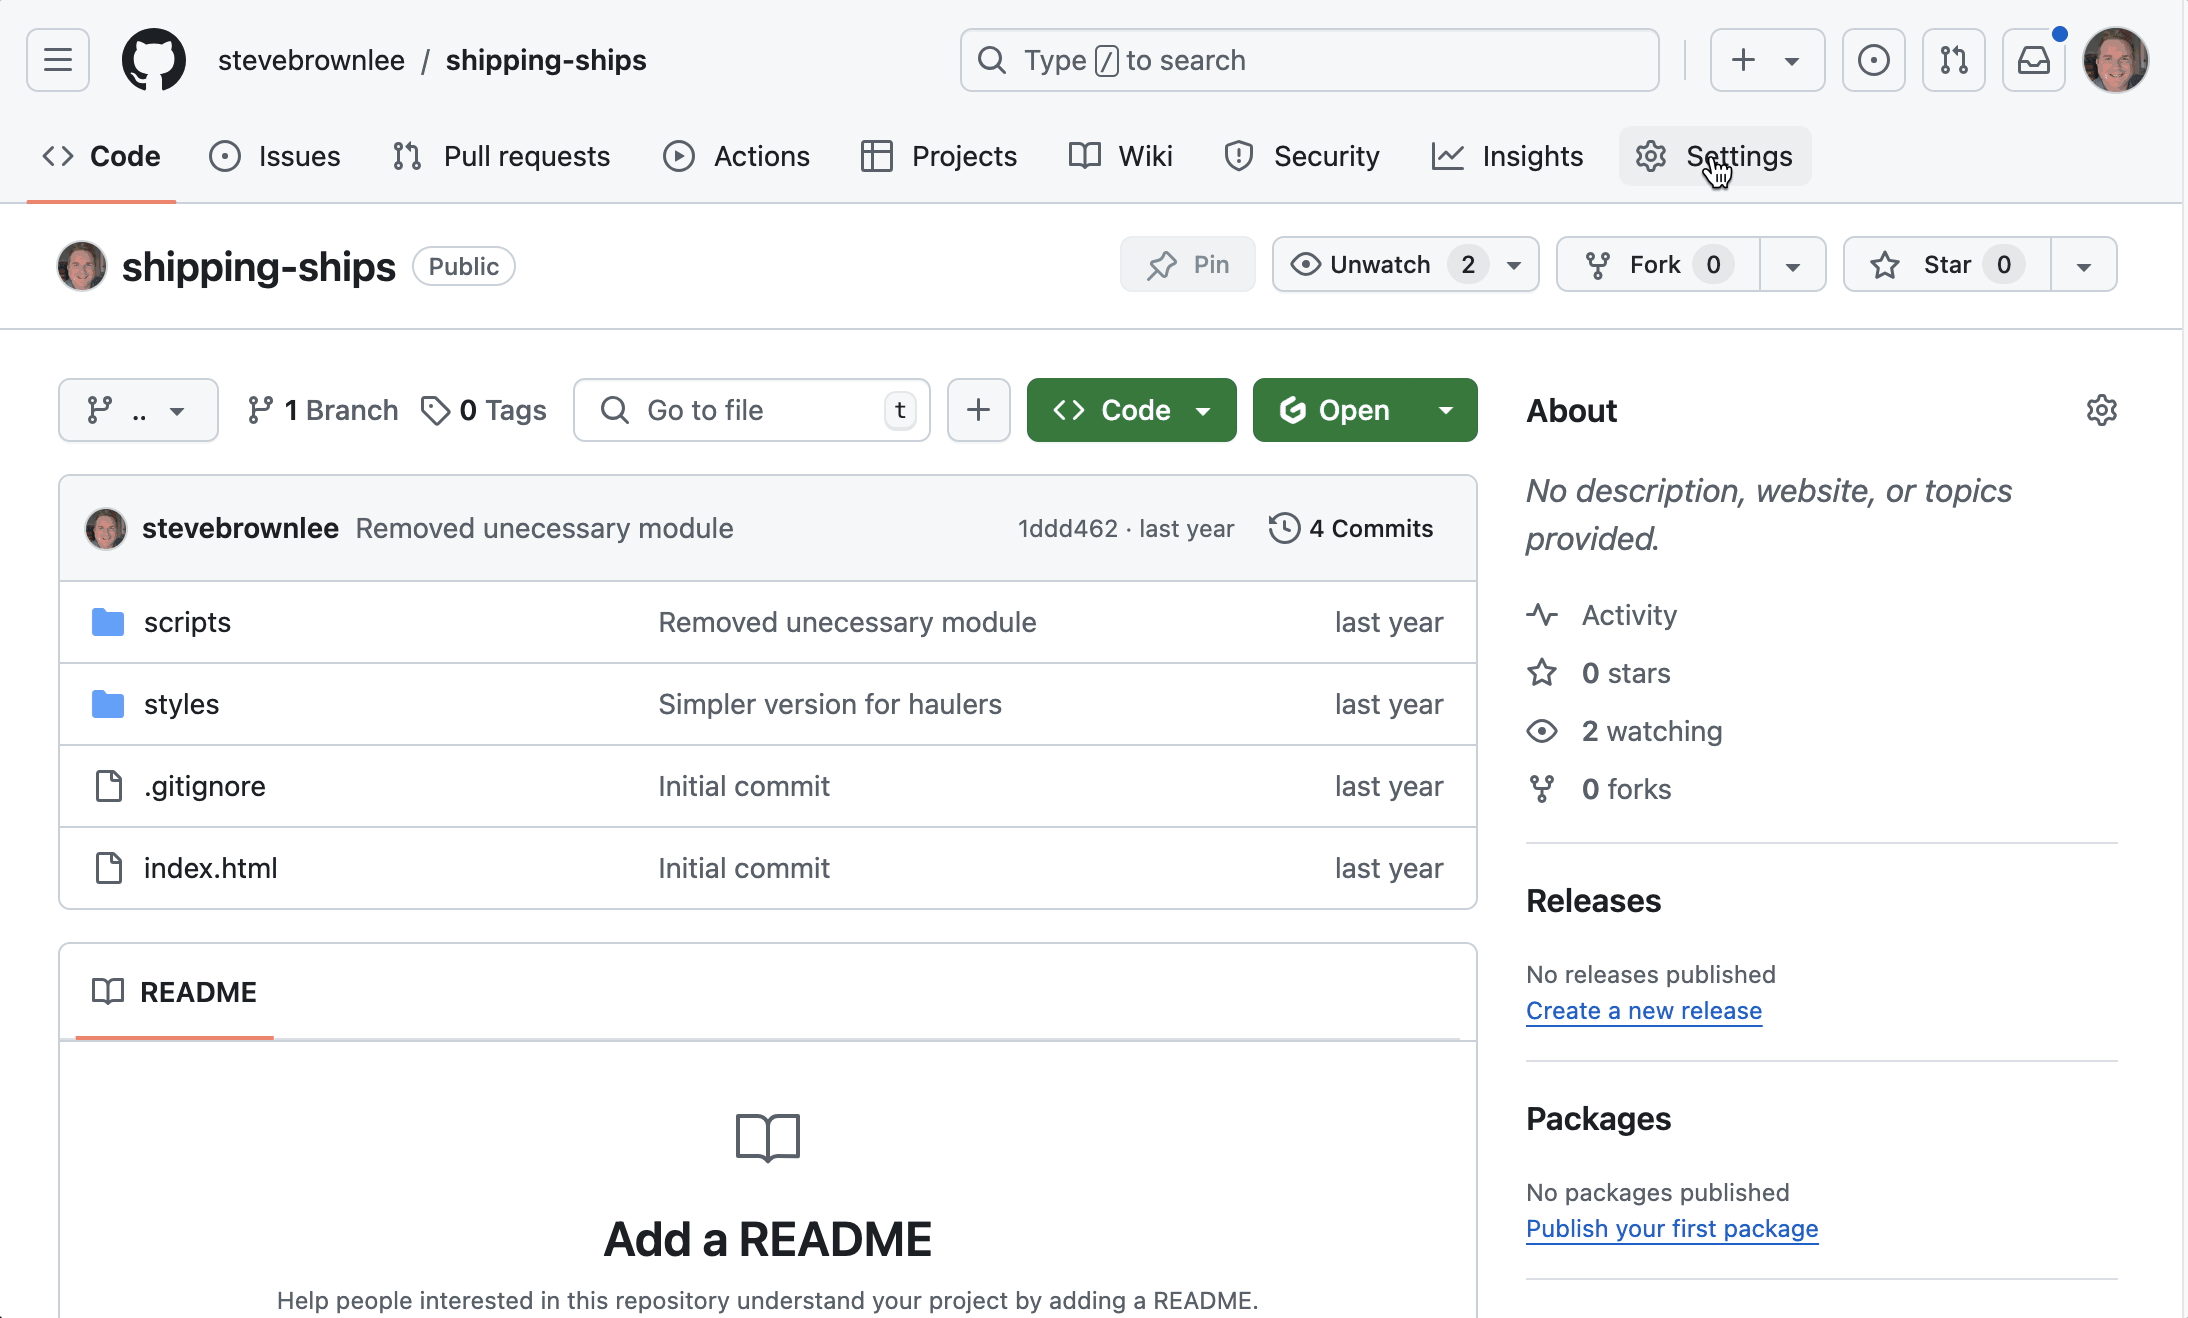 stevebrownlee / shipping-ships
Type / to search
Code Issues Pull requests Actions Projects Wiki Security Insights Settings
shipping-ships Public
Pin Unwatch 2 Fork 0 Star 0
.. 1 Branch 0 Tags Go to file t Code Open
stevebrownlee Removed unecessary module 1ddd462 · last year 4 Commits
scripts Removed unecessary module last year
styles Simpler version for haulers last year
.gitignore Initial commit last year
index.html Initial commit last year
README
Add a README
Help people interested in this repository understand your project by adding a README.
About
No description, website, or topics
provided.
Activity
0 stars
2 watching
0 forks
Releases
No releases published
Create a new release
Packages
No packages published
Publish your first package